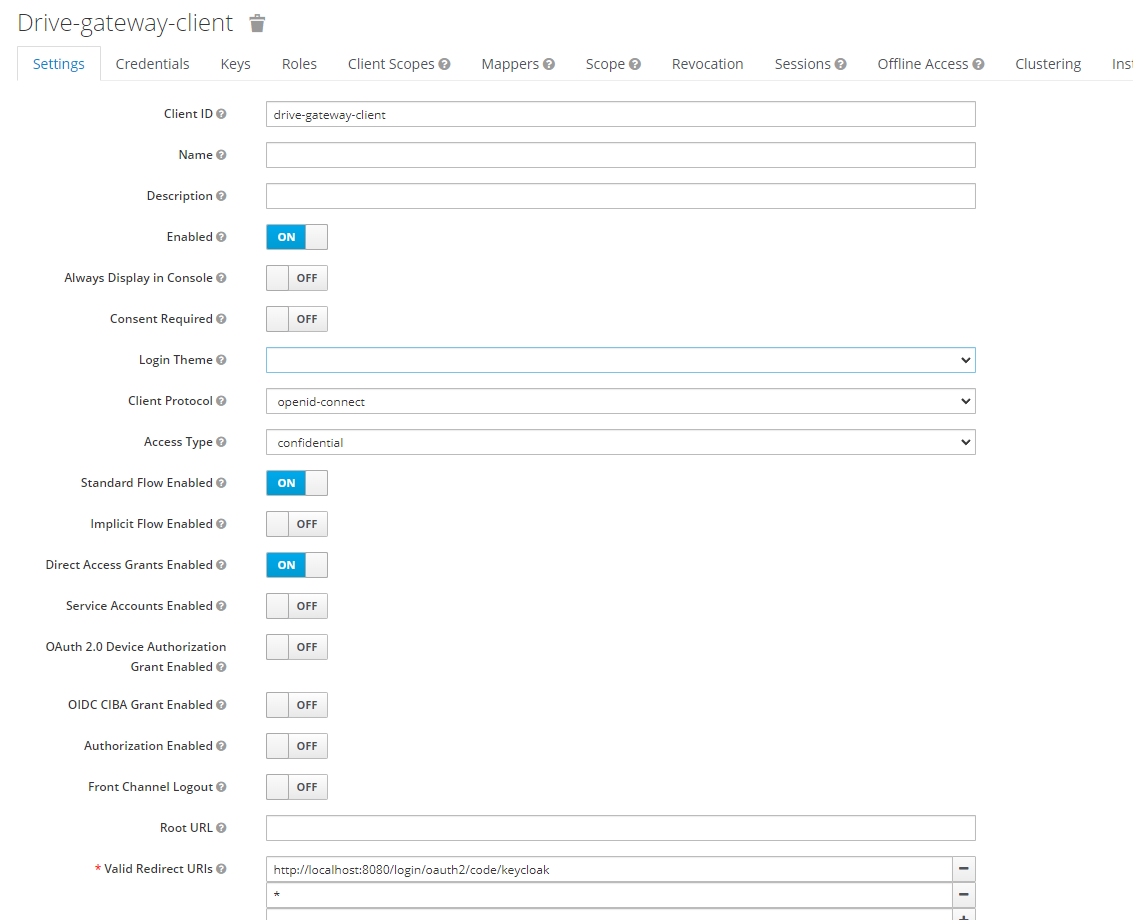 Drive-gateway-client
Settings Credentials Keys Roles Client Scopes Mappers Scope Revocation Sessions Offline Access Clustering
Client ID drive-gateway-client
Name
Description
Enabled ON
Always Display in Console OFF
Consent Required OFF
Login Theme
Client Protocol openid-connect
Access Type confidential
Standard Flow Enabled ON
Implicit Flow Enabled OFF
Direct Access Grants Enabled ON
Service Accounts Enabled OFF
OAuth 2.0 Device Authorization OFF
Grant Enabled
OIDC CIBA Grant Enabled OFF
Authorization Enabled OFF
Front Channel Logout OFF
Root URL
* Valid Redirect URIs http://localhost:8080/login/oauth2/code/keycloak
*